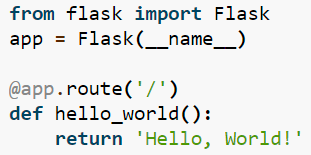 from flask import Flask
app = Flask(__name__)

@app.route('/')
def hello_world():
    return 'Hello, World!'